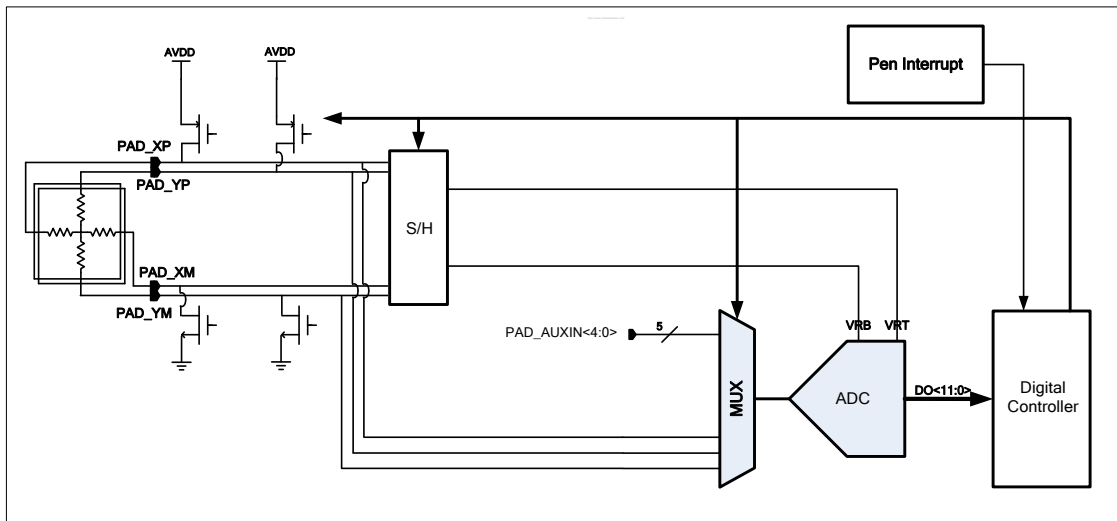 AVDD
AVDD
Pen Interrupt
PAD_XP
PAD_YP
S/H
PAD_XM
PAD_YM
PAD_AUXIN<4:0>
5
VRB
VRT
MUX
ADC
DO<11:0>
Digital
Controller